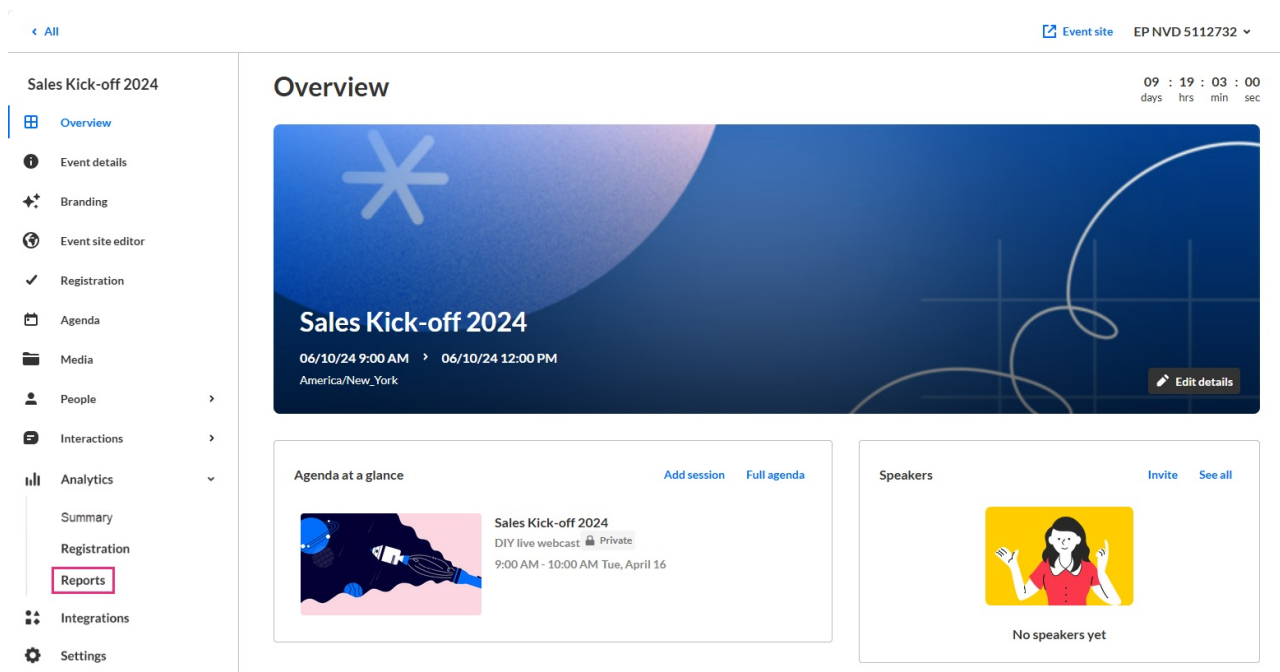 All
Event site
EP NVD 5112732
Sales Kick-off 2024
Overview
Event details
Branding
Event site editor
Registration
Agenda
Media
People
Interactions
Analytics
Summary
Registration
Reports
Integrations
Settings
Overview
09 : 19 : 03 : 00
days hrs min sec
Sales Kick-off 2024
06/10/24 9:00 AM > 06/10/24 12:00 PM
America/New_York
Edit details
Agenda at a glance
Add session
Full agenda
Sales Kick-off 2024
DIY live webcast Private
9:00 AM - 10:00 AM Tue, April 16
Speakers
Invite
See all
No speakers yet